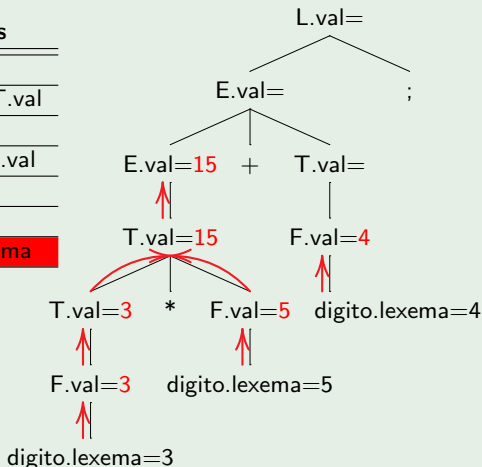 s
L.val=
T.val
E.val=
;
.val
E.val=15 + T.val=
T.val=15
F.val=4
ma
T.val=3 * F.val=5 digito.lexema=4
F.val=3 digito.lexema=5
digito.lexema=3